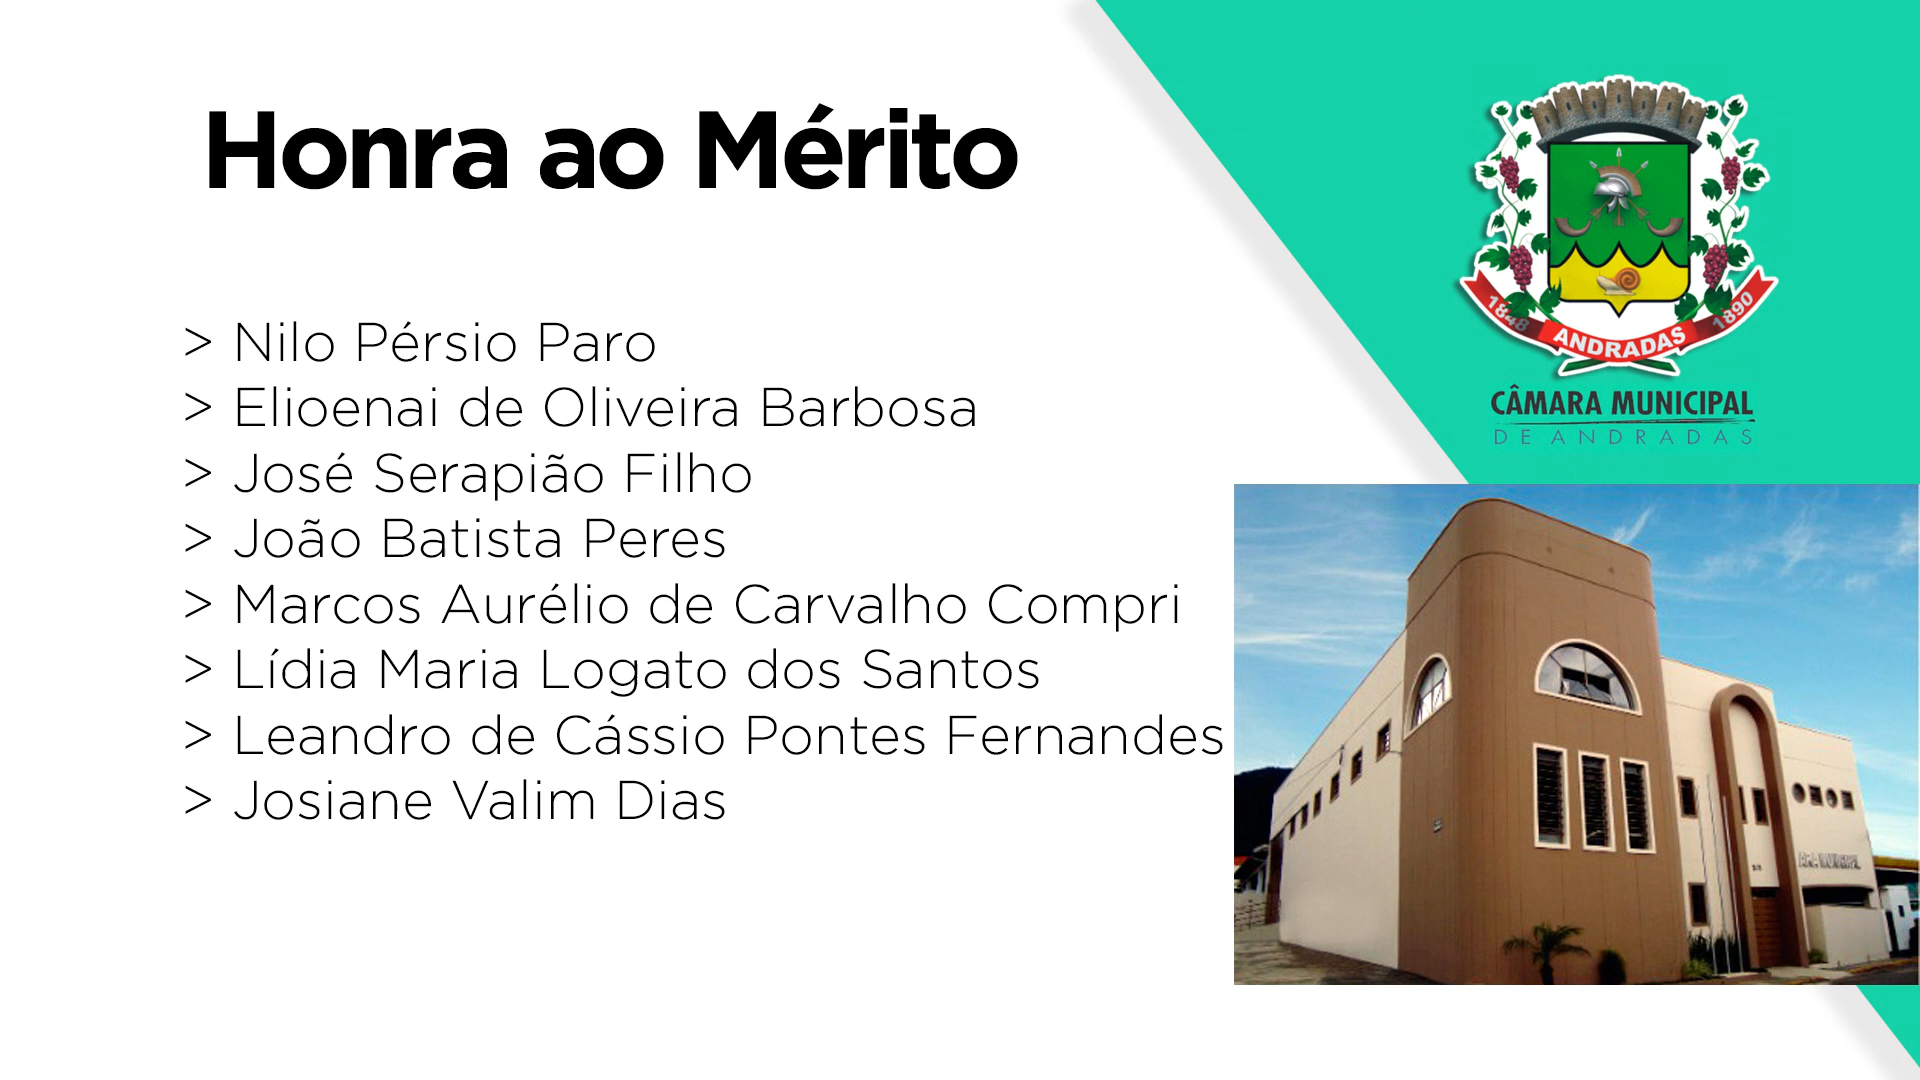 Honra ao Mérito
> Nilo Pérsio Paro
> Elioenai de Oliveira Barbosa
> José Serapião Filho
> João Batista Peres
> Marcos Aurélio de Carvalho Compri
> Lídia Maria Logato dos Santos
> Leandro de Cássio Pontes Fernandes
> Josiane Valim Dias
1848 ANDRADAS 1890
CÂMARA MUNICIPAL
DE ANDRADAS
MUNICIPAL